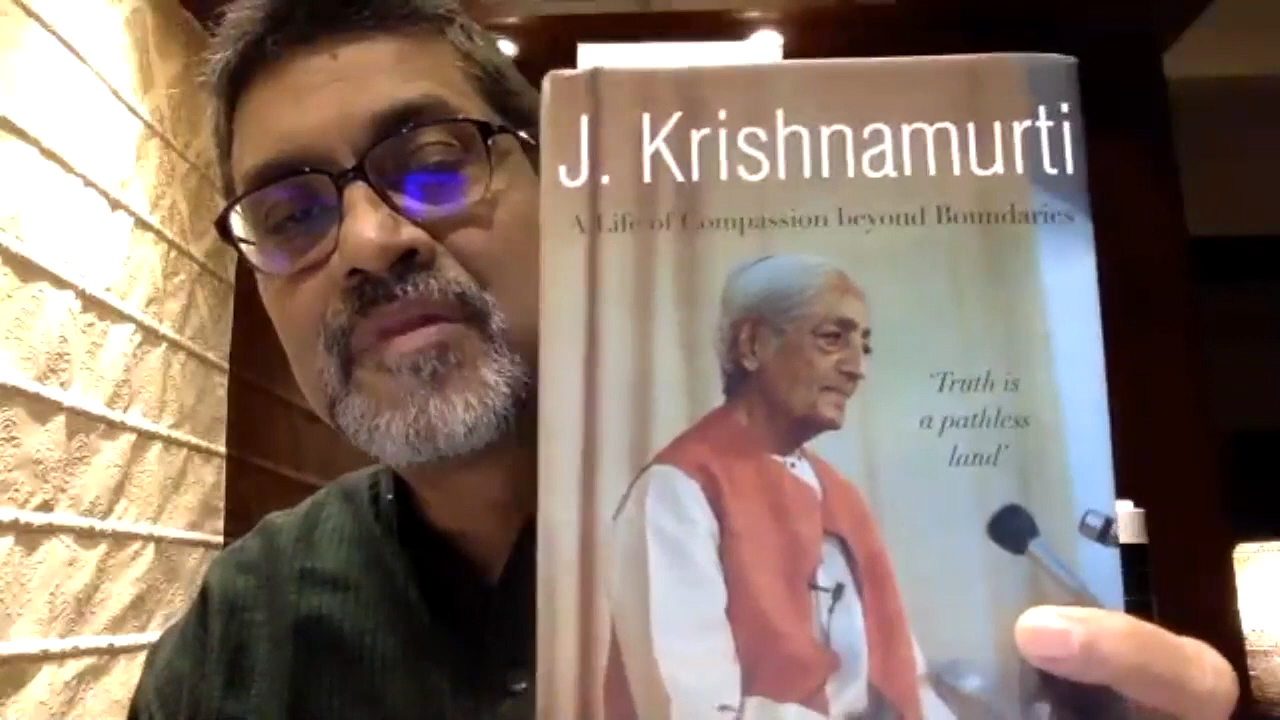 J. Krishnamurti
A Life of Compassion beyond Boundaries
‘Truth is
a pathless
land’